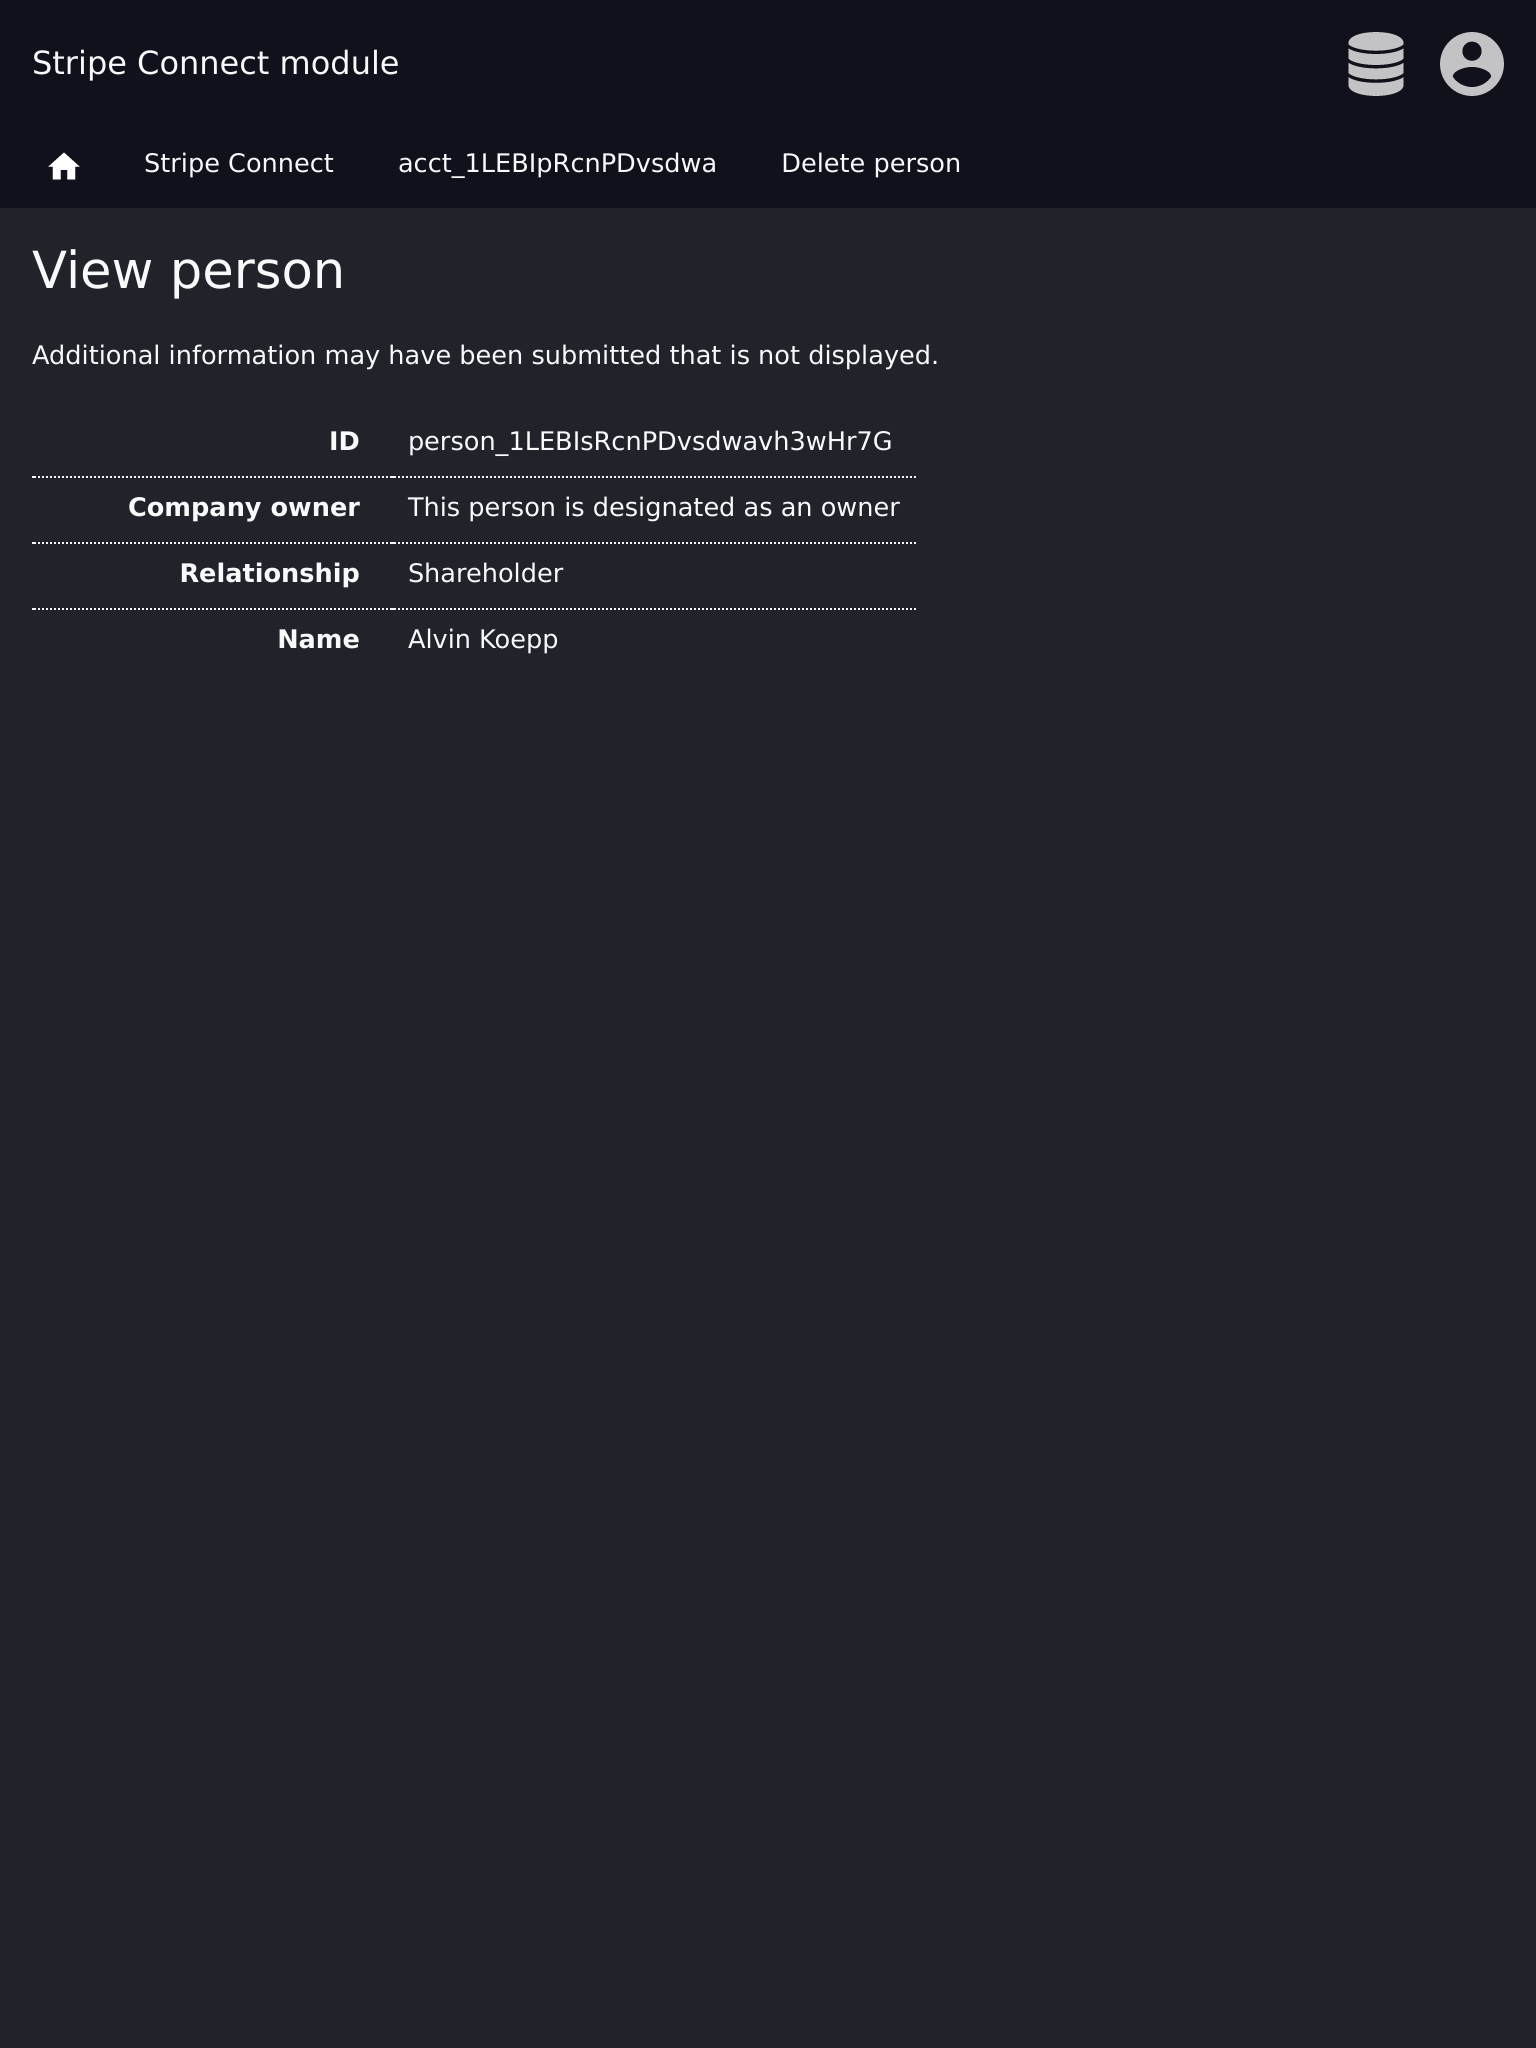 Stripe Connect module
Stripe Connect acct_1LEBIpRcnPDvsdwa Delete person
View person
Additional information may have been submitted that is not displayed.
ID person_1LEBIsRcnPDvsdwavh3wHr7G
Company owner This person is designated as an owner
Relationship Shareholder
Name Alvin Koepp